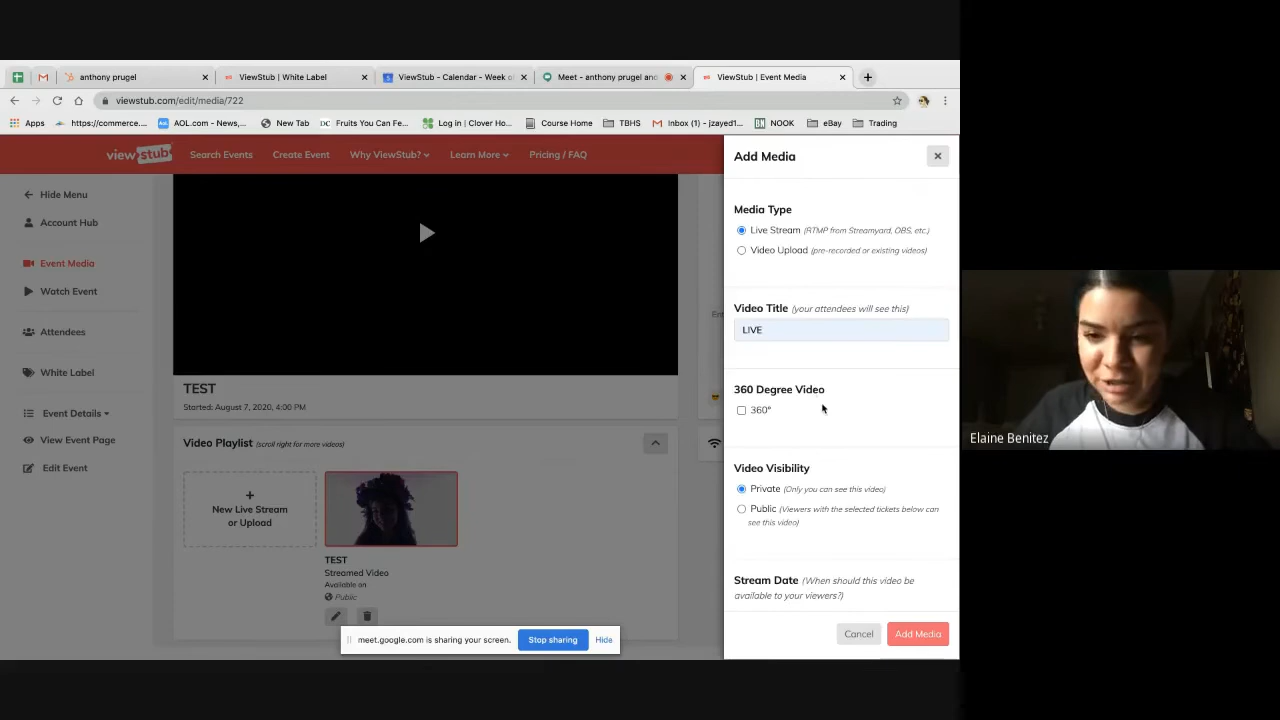 anthony prugel
ViewStub | White Label
ViewStub - Calendar - Week o
Meet - anthony prugel and
ViewStub | Event Media
viewstub.com/edit/media/722
Apps
https://commerce....
AOL.com - News,...
New Tab
DC
Fruits You Can Fe...
Log in | Clover Ho...
Course Home
TBHS
Inbox (1) - jzayed1...
NOOK
eBay
Trading
view stub
Search Events
Create Event
Why ViewStub?
Learn More
Pricing / FAQ
Add Media
Hide Menu
Account Hub
Event Media
Watch Event
Attendees
White Label
Event Details
View Event Page
Edit Event
TEST
Started: August 7, 2020, 4:00 PM
Video Playlist (scroll right for more videos)
New Live Stream
or Upload
TEST
Streamed Video
Available on
Public
Media Type
Live Stream (RTMP from Streamyard, OBS, etc.)
Video Upload (pre-recorded or existing videos)
Video Title (your attendees will see this)
LIVE
360 Degree Video
360°
Video Visibility
Private (Only you can see this video)
Public (Viewers with the selected tickets below can
see this video)
Stream Date (When should this video be
available to your viewers?)
Cancel
Add Media
meet.google.com is sharing your screen.
Stop sharing
Hide
Elaine Benitez